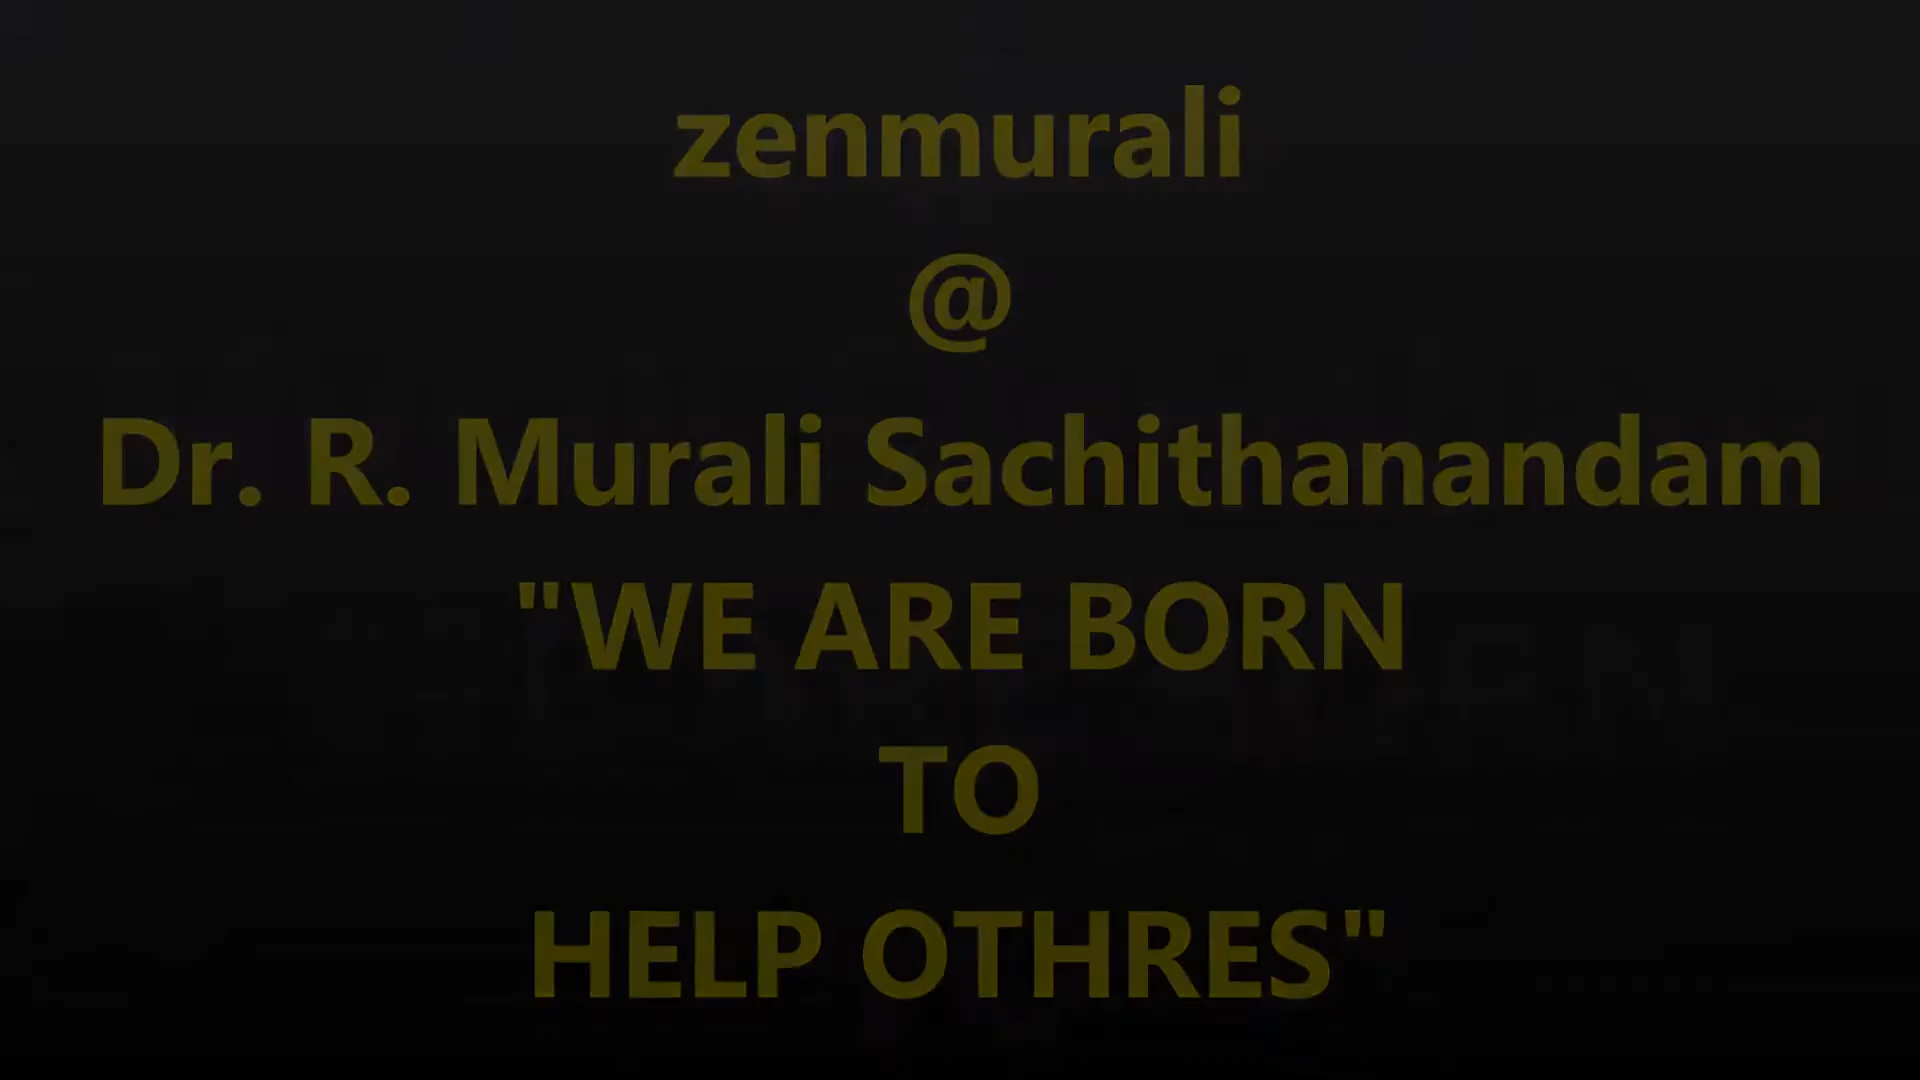 zenmurali
@
Dr. R. Murali Sachithanandam
"WE ARE BORN
TO
HELP OTHRES"